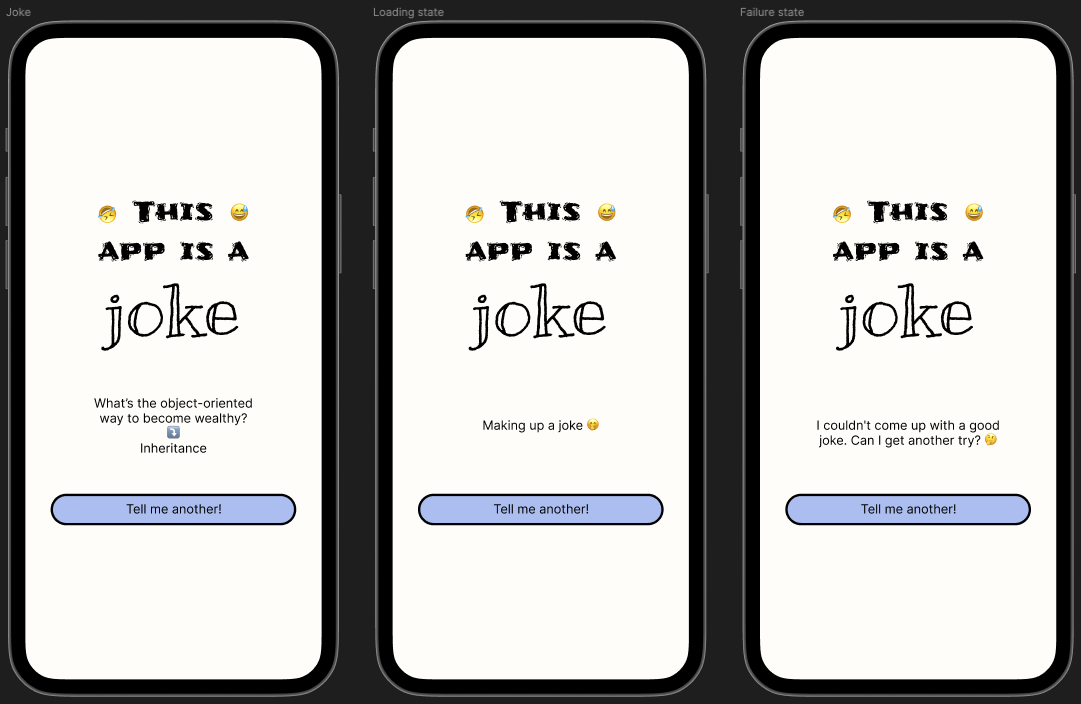 Joke
🤣 This 😅
app is a
joke
What’s the object-oriented
way to become wealthy?
⤵️
Inheritance
Tell me another!
Loading state
🤣 This 😅
app is a
joke
Making up a joke 🤭
Tell me another!
Failure state
🤣 This 😅
app is a
joke
I couldn't come up with a good
joke. Can I get another try? 🤔
Tell me another!